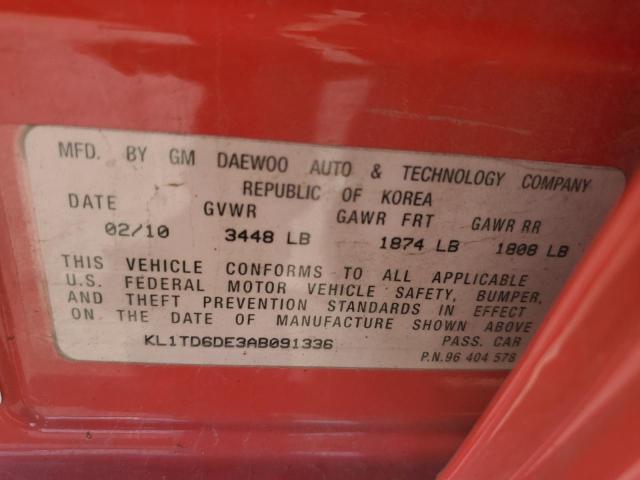 MFD. BY GM DAEWOO AUTO & TECHNOLOGY COMPANY
REPUBLIC OF KOREA
DATE GVWR GAWR FRT GAWR RR
02/10 3448 LB 1874 LB 1808 LB
THIS VEHICLE CONFORMS TO ALL APPLICABLE
U.S. FEDERAL MOTOR VEHICLE SAFETY, BUMPER,
AND THEFT PREVENTION STANDARDS IN EFFECT
ON THE DATE OF MANUFACTURE SHOWN ABOVE
KL1TD6DE3AB091336 PASS. CAR
P.N. 96 404 578